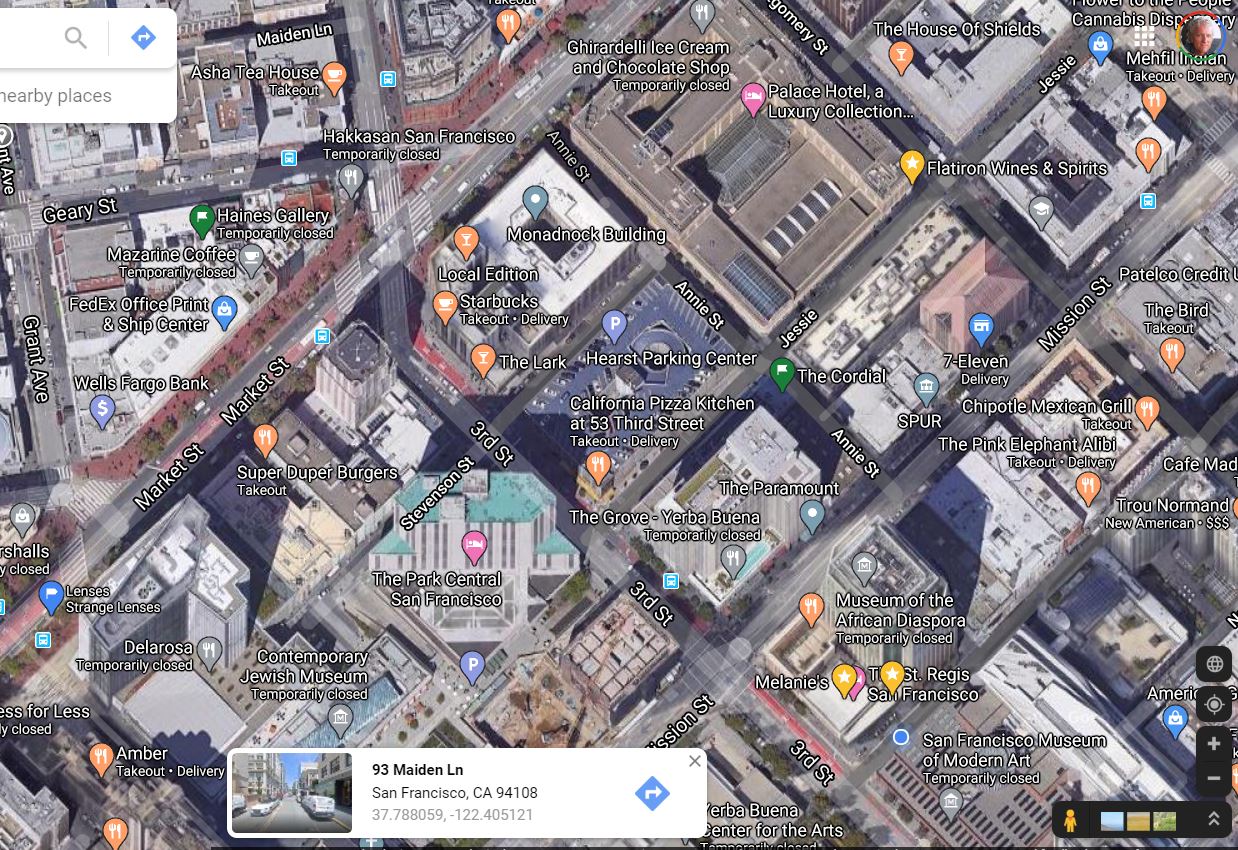 Maiden Ln
Takeout
Ghirardelli Ice Cream
and Chocolate Shop
Temporarily closed
The House Of Shields
Cannabis
Mehfil Indian
Takeout • Delivery
Jessie
Asha Tea House
Takeout
nearby places
Palace Hotel, a
Luxury Collection...
Hakkasan San Francisco
Temporarily closed
Annie St
Flatiron Wines & Spirits
Geary St
Haines Gallery
Temporarily closed
Mazarine Coffee
Temporarily closed
Monadnock Building
Local Edition
Starbucks
Takeout • Delivery
FedEx Office Print
& Ship Center
Annie St
Jessie
Mission St
Patelco Credit
The Bird
Takeout
Grant Ave
The Lark
Hearst Parking Center
P
7-Eleven
Delivery
The Cordial
Wells Fargo Bank
$
Market St
California Pizza Kitchen
at 53 Third Street
Takeout • Delivery
SPUR
Chipotle Mexican Grill
Takeout
3rd St
Annie St
The Pink Elephant Alibi
Takeout • Delivery
Cafe Mad
Market St
Super Duper Burgers
Takeout
Stevenson St
The Paramount
Trou Normand
New American • $$$
The Grove - Yerba Buena
Temporarily closed
rshalls
y closed
Lenses
Strange Lenses
The Park Central
San Francisco
3rd St
Museum of the
African Diaspora
Temporarily closed
Delarosa
Temporarily closed
Contemporary
Jewish Museum
Temporarily closed
P
Melanie's
St. Regis
San Francisco
ess for Less
ly closed
Mission St
Amber
Takeout • Delivery
3rd St
San Francisco Museum
of Modern Art
Temporarily closed
93 Maiden Ln
San Francisco, CA 94108
37.788059, -122.405121
Yerba Buena
Center for the Arts
Temporarily closed